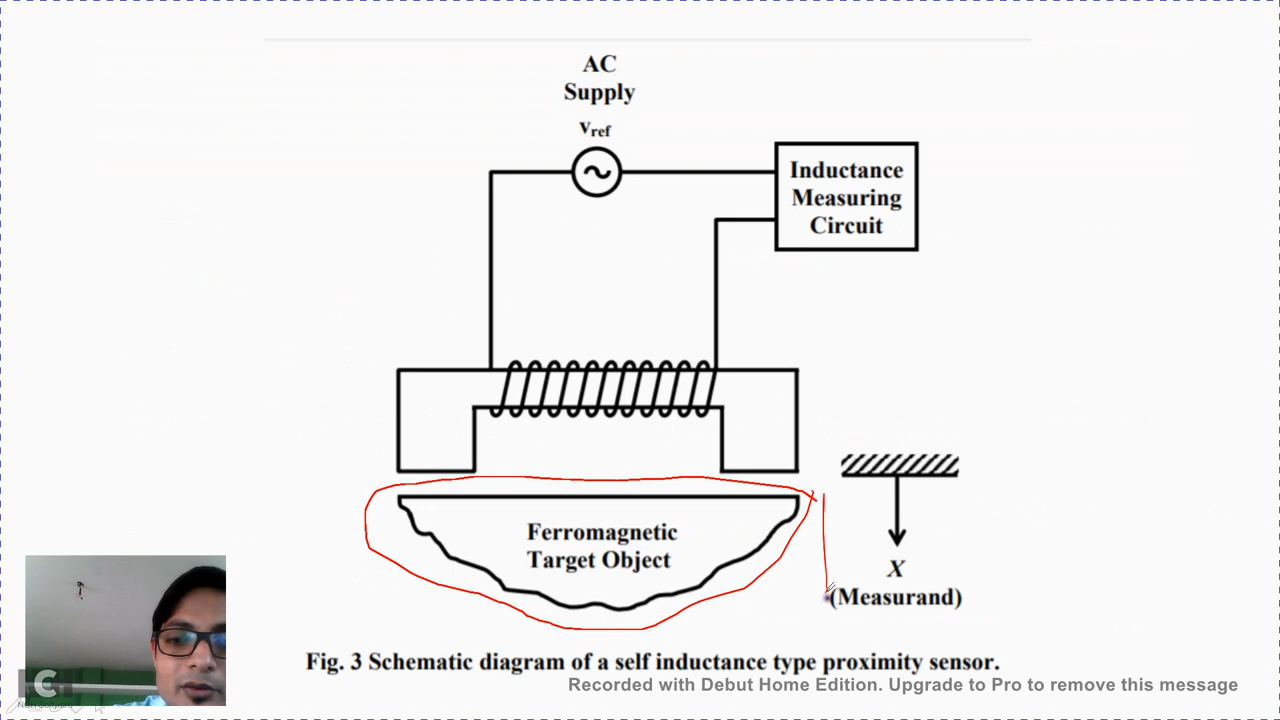 AC
Supply
vref
Inductance
Measuring
Circuit
Ferromagnetic
Target Object
X
(Measurand)
Fig. 3 Schematic diagram of a self inductance type proximity sensor.
Recorded with Debut Home Edition. Upgrade to Pro to remove this message